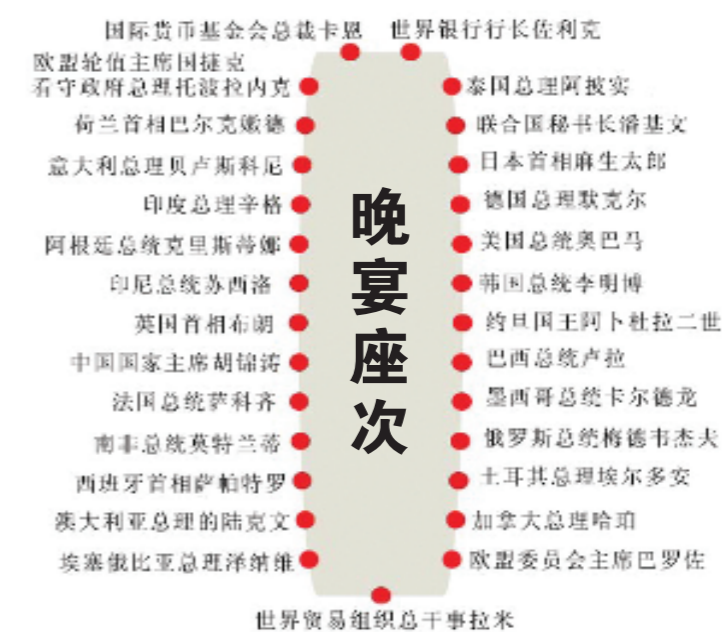 国际货币基金会总裁卡恩
世界银行行长佐利克
欧盟轮值主席国捷克
看守政府总理托波拉内克
泰国总理阿披实
荷兰首相巴尔克嫩德
联合国秘书长潘基文
意大利总理贝卢斯科尼
日本首相麻生太郎
印度总理辛格
德国总理默克尔
阿根廷总统克里斯蒂娜
美国总统奥巴马
印尼总统苏西洛
韩国总统李明博
英国首相布朗
约旦国王阿卜杜拉二世
中国国家主席胡锦涛
巴西总统卢拉
法国总统萨科齐
墨西哥总统卡尔德龙
南非总统莫特兰蒂
俄罗斯总统梅德韦杰夫
西班牙首相萨帕特罗
土耳其总理埃尔多安
澳大利亚总理的陆克文
加拿大总理哈珀
埃塞俄比亚总理泽纳维
欧盟委员会主席巴罗佐
世界贸易组织总干事拉米
晚宴座次